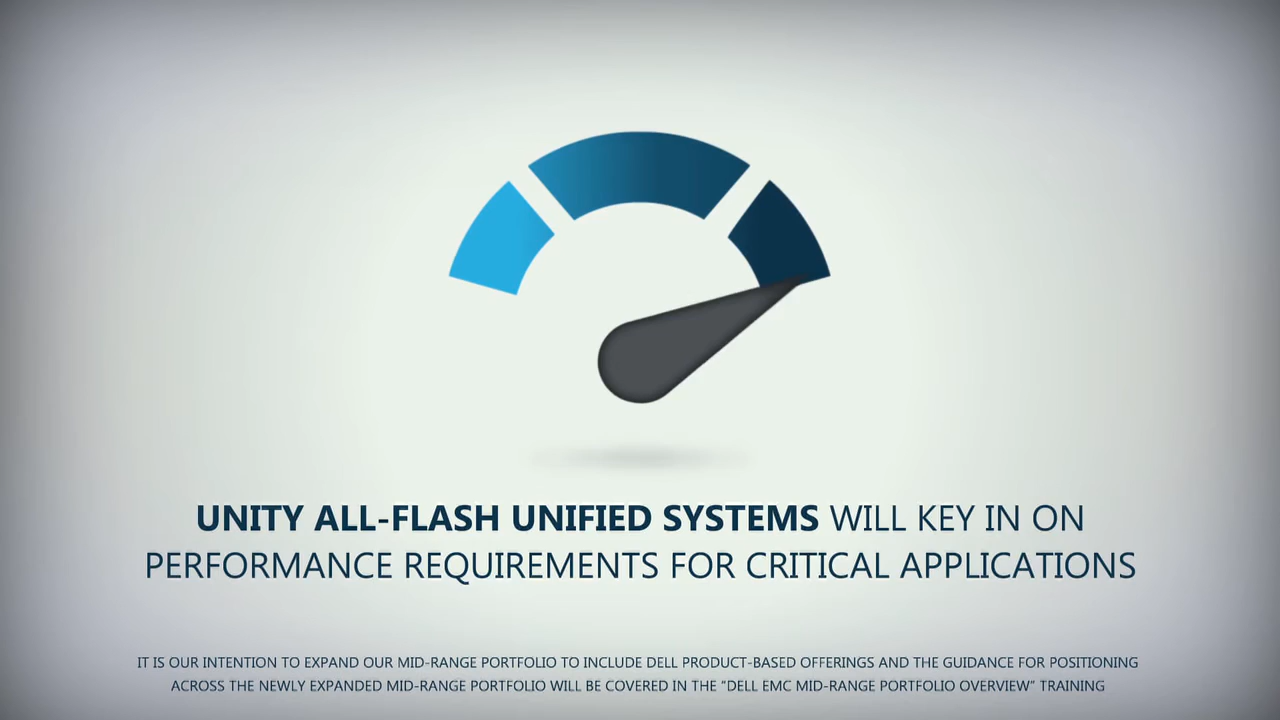 UNITY ALL-FLASH UNIFIED SYSTEMS WILL KEY IN ON
PERFORMANCE REQUIREMENTS FOR CRITICAL APPLICATIONS
IT IS OUR INTENTION TO EXPAND OUR MID-RANGE PORTFOLIO TO INCLUDE DELL PRODUCT-BASED OFFERINGS AND THE GUIDANCE FOR POSITIONING
ACROSS THE NEWLY EXPANDED MID-RANGE PORTFOLIO WILL BE COVERED IN THE "DELL EMC MID-RANGE PORTFOLIO OVERVIEW" TRAINING